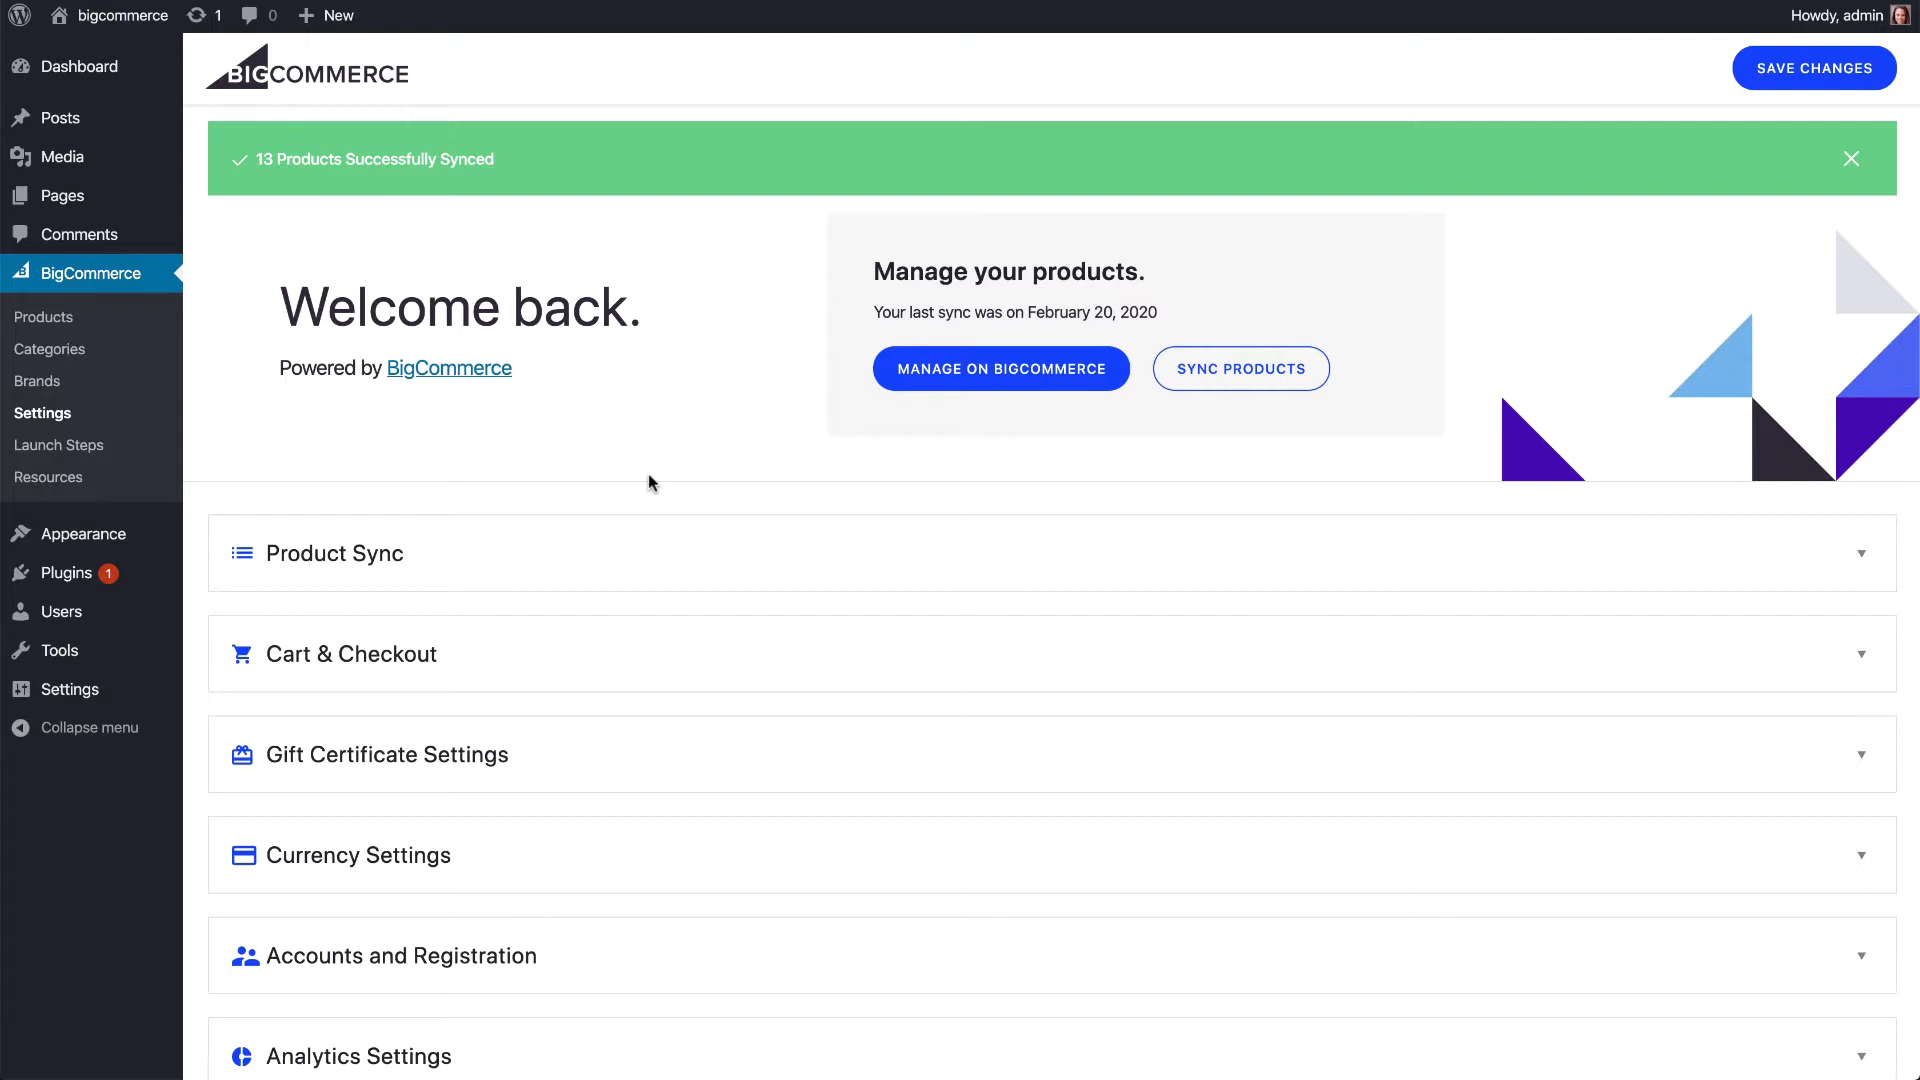 bigcommerce 1 0 New Howdy, admin
Dashboard
Posts
Media
Pages
Comments
BigCommerce
Products
Categories
Brands
Settings
Launch Steps
Resources
Appearance
Plugins 1
Users
Tools
Settings
Collapse menu
BIGCOMMERCE
SAVE CHANGES
13 Products Successfully Synced
Welcome back.
Powered by BigCommerce
Manage your products.
Your last sync was on February 20, 2020
MANAGE ON BIGCOMMERCE SYNC PRODUCTS
Product Sync
Cart & Checkout
Gift Certificate Settings
Currency Settings
Accounts and Registration
Analytics Settings